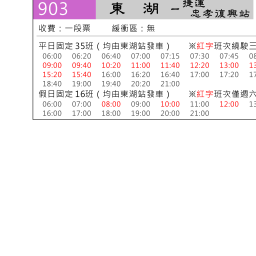 903 東 湖 － 捷運
忠孝復興站
收費：一段票 緩衝區：無
平日固定 35班（均由東湖站發車） ※紅字班次繞駛三
06:00 06:20 06:40 07:00 07:15 07:30 07:45
09:00 09:40 10:20 11:00 11:40 12:20 13:00
15:20 15:40 16:00 16:20 16:40 17:00 17:20
18:40 19:00 19:40 20:20 21:00
假日固定 16班（均由東湖站發車） ※紅字班次僅週六
06:00 07:00 08:00 09:00 10:00 11:00 12:00
16:00 17:00 18:00 19:00 20:00 21:00